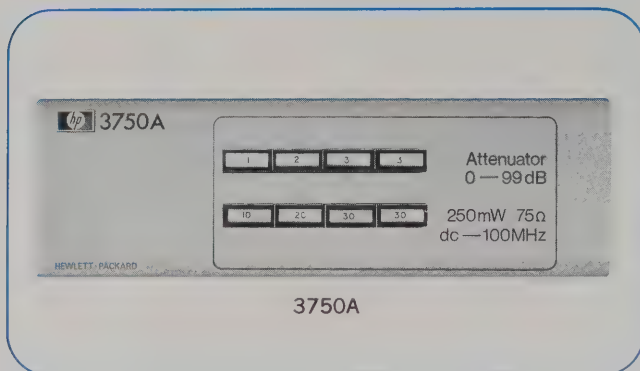 hp 3750A
1 2 3 3
Attenuator
0—99dB
10 20 30 30
250mW 75Ω
dc—100MHz
HEWLETT·PACKARD
3750A